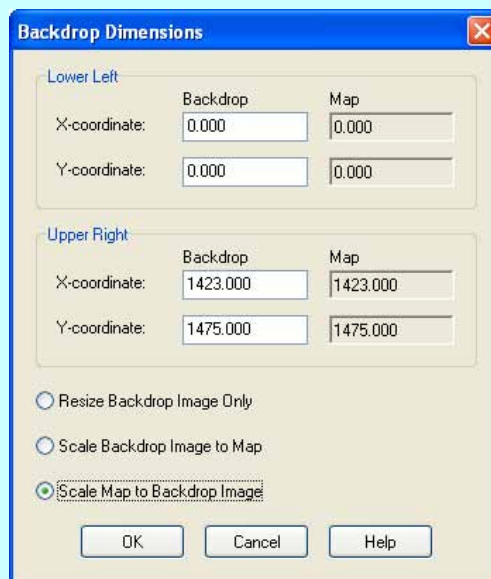 Backdrop Dimensions
Lower Left
Backdrop Map
X-coordinate: 0.000 0.000
Y-coordinate: 0.000 0.000
Upper Right
Backdrop Map
X-coordinate: 1423.000 1423.000
Y-coordinate: 1475.000 1475.000
Resize Backdrop Image Only
Scale Backdrop Image to Map
Scale Map to Backdrop Image
OK Cancel Help